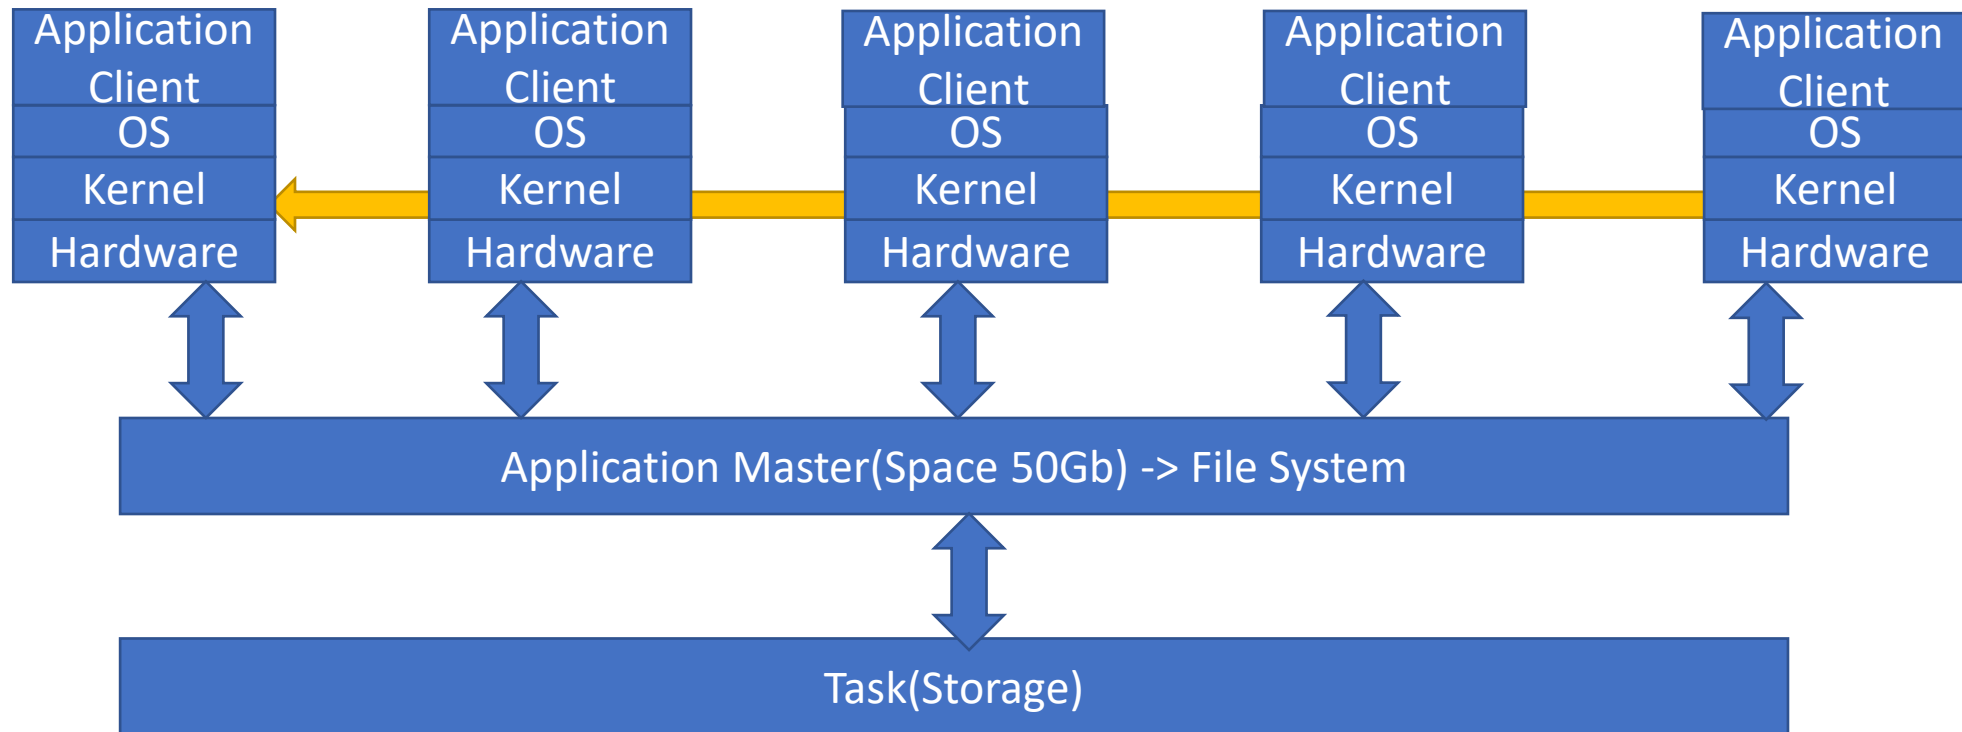 Application
Client
OS
Kernel
Hardware
Application
Client
OS
Kernel
Hardware
Application
Client
OS
Kernel
Hardware
Application
Client
OS
Kernel
Hardware
Application
Client
OS
Kernel
Hardware
Application Master(Space 50Gb) -> File System
Task(Storage)